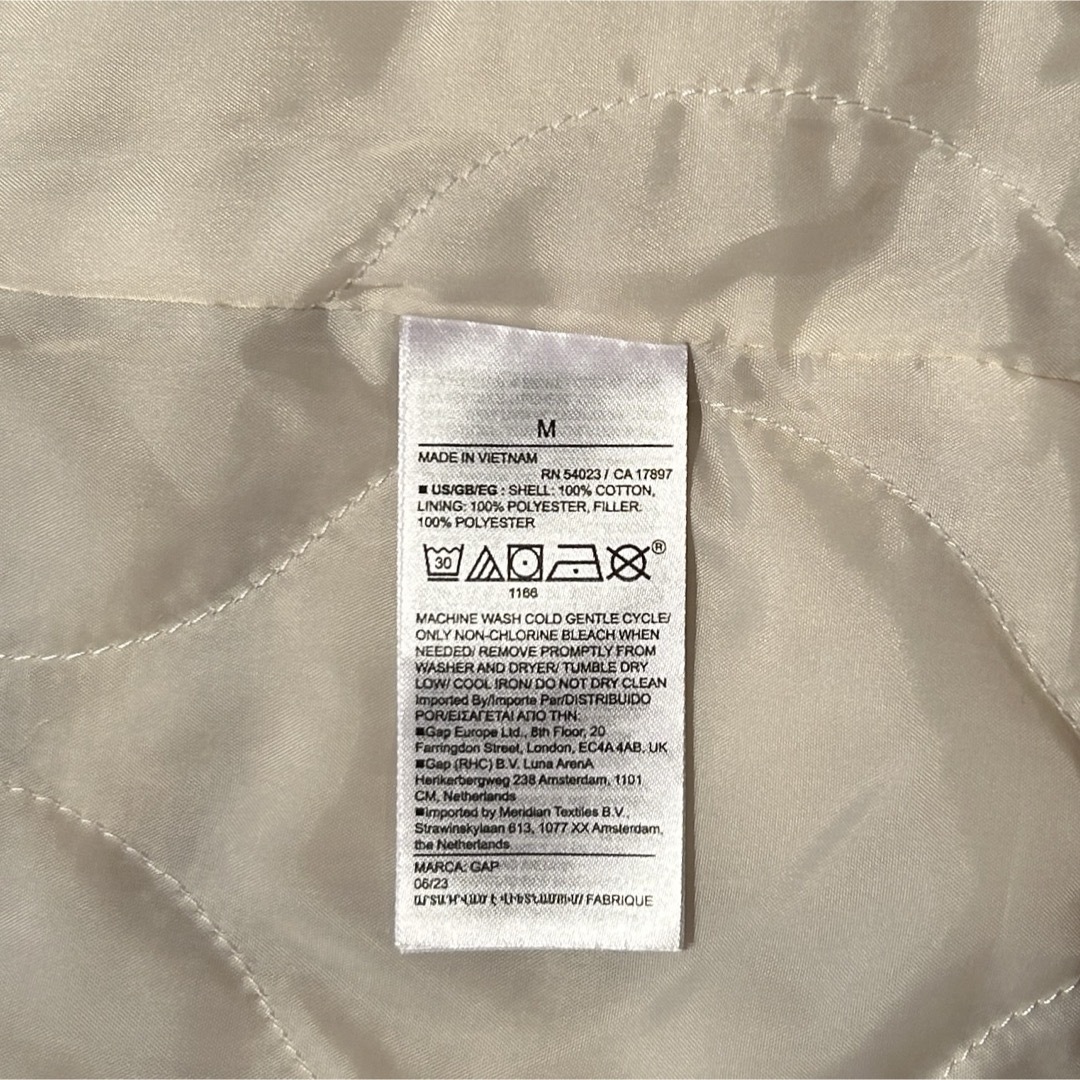 M
MADE IN VIETNAM
RN 54023 / CA 17897
■ US/GB/EG : SHELL: 100% COTTON,
LINING: 100% POLYESTER, FILLER:
100% POLYESTER
30
®
1166
MACHINE WASH COLD GENTLE CYCLE/
ONLY NON-CHLORINE BLEACH WHEN
NEEDED/ REMOVE PROMPTLY FROM
WASHER AND DRYER/ TUMBLE DRY
LOW/ COOL IRON/ DO NOT DRY CLEAN
Imported By/Importe Par/DISTRIBUIDO
POR/ΕΙΣΑΓΕΤΑΙ ΑΠΟ ΤΗΝ:
■Gap Europe Ltd., 8th Floor, 20
Farringdon Street, London, EC4A 4AB, UK
■Gap (RHC) B.V. Luna ArenA
Herikerbergweg 238 Amsterdam, 1101
CM, Netherlands
■Imported by Meridian Textiles B.V.,
Strawinskylaan 613, 1077 XX Amsterdam,
the Netherlands
MARCA: GAP
06/23
FABRIQUE